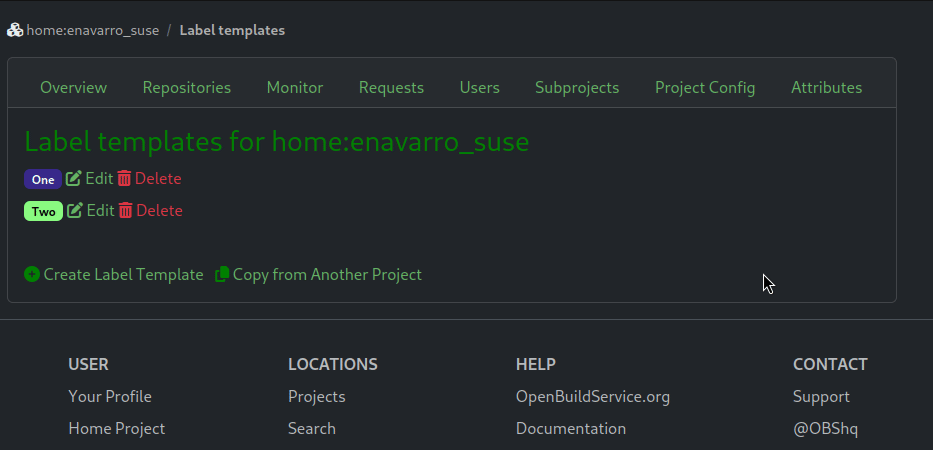 home:enavarro_suse / Label templates
Overview Repositories Monitor Requests Users Subprojects Project Config Attributes
Label templates for home:enavarro_suse
One Edit Delete
Two Edit Delete
Create Label Template Copy from Another Project
USER LOCATIONS HELP CONTACT
Your Profile Projects OpenBuildService.org Support
Home Project Search Documentation @OBShq